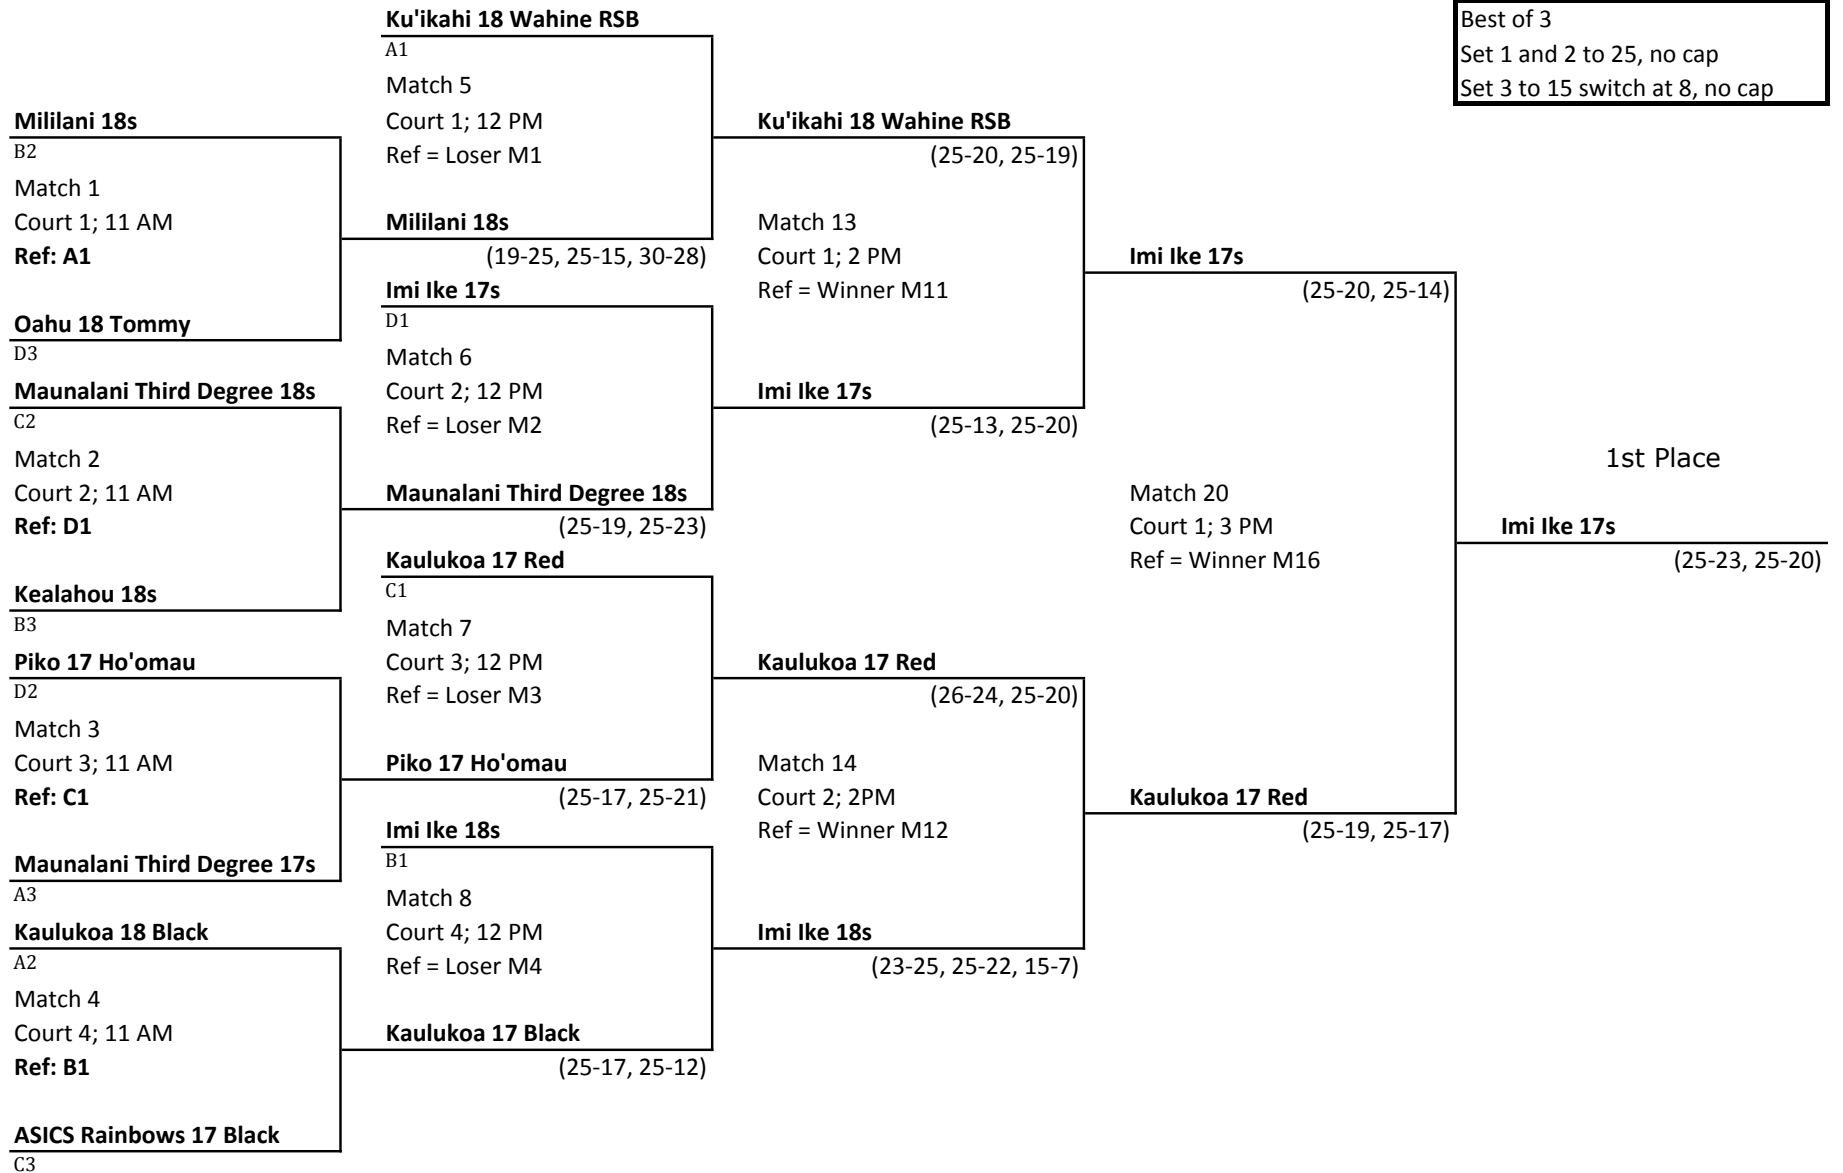 Best of 3
Set 1 and 2 to 25, no cap
Set 3 to 15 switch at 8, no cap
Mililani 18s
B2
Match 1
Court 1; 11 AM
Ref: A1
Oahu 18 Tommy
D3
Maunalani Third Degree 18s
C2
Match 2
Court 2; 11 AM
Ref: D1
Kealahou 18s
B3
Piko 17 Ho'omau
D2
Match 3
Court 3; 11 AM
Ref: C1
Maunalani Third Degree 17s
A3
Kaulukoa 18 Black
A2
Match 4
Court 4; 11 AM
Ref: B1
ASICS Rainbows 17 Black
C3
Ku'ikahi 18 Wahine RSB
A1
Match 5
Court 1; 12 PM
Ref = Loser M1
Mililani 18s
(19-25, 25-15, 30-28)
Imi Ike 17s
D1
Match 6
Court 2; 12 PM
Ref = Loser M2
Maunalani Third Degree 18s
(25-19, 25-23)
Kaulukoa 17 Red
C1
Match 7
Court 3; 12 PM
Ref = Loser M3
Piko 17 Ho'omau
(25-17, 25-21)
Imi Ike 18s
B1
Match 8
Court 4; 12 PM
Ref = Loser M4
Kaulukoa 17 Black
(25-17, 25-12)
Ku'ikahi 18 Wahine RSB
(25-20, 25-19)
Match 13
Court 1; 2 PM
Ref = Winner M11
Imi Ike 17s
(25-13, 25-20)
Kaulukoa 17 Red
(26-24, 25-20)
Match 14
Court 2; 2PM
Ref = Winner M12
Imi Ike 18s
(23-25, 25-22, 15-7)
Imi Ike 17s
(25-20, 25-14)
Match 20
Court 1; 3 PM
Ref = Winner M16
Kaulukoa 17 Red
(25-19, 25-17)
1st Place
Imi Ike 17s
(25-23, 25-20)